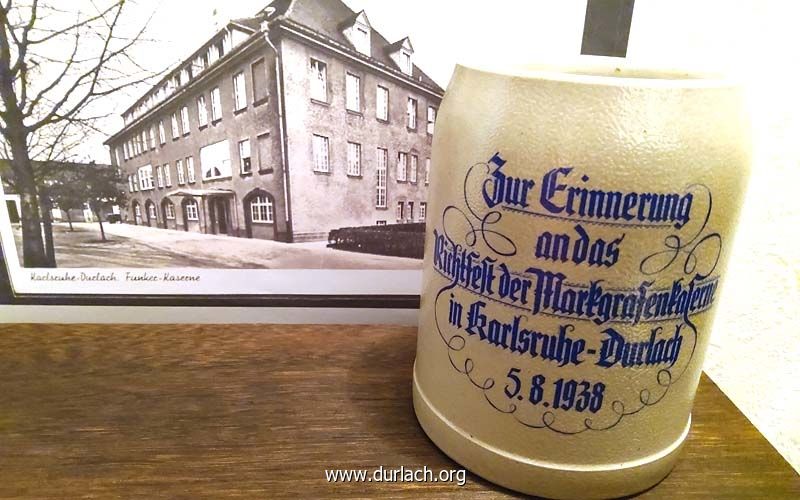 Karlsruhe-Durlach. Funker-Kaserne
Zur Erinnerung
an das
Richtfest der Markgrafenkaserne
in Karlsruhe-Durlach
5.8.1938
www.durlach.org